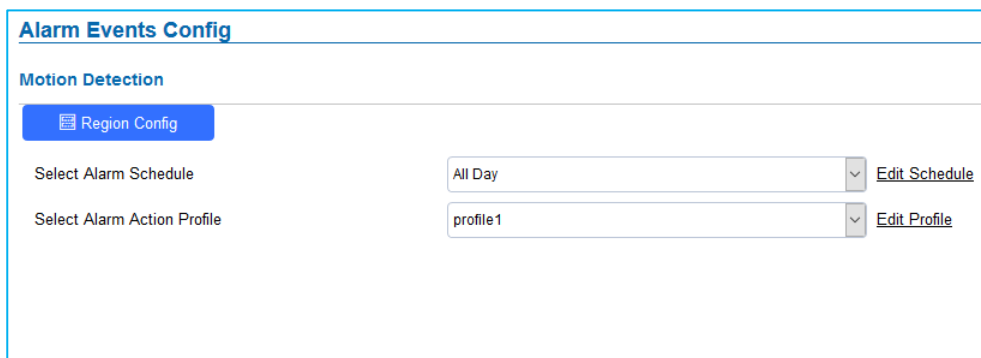 Alarm Events Config
Motion Detection
Region Config
Select Alarm Schedule All Day Edit Schedule
Select Alarm Action Profile profile1 Edit Profile